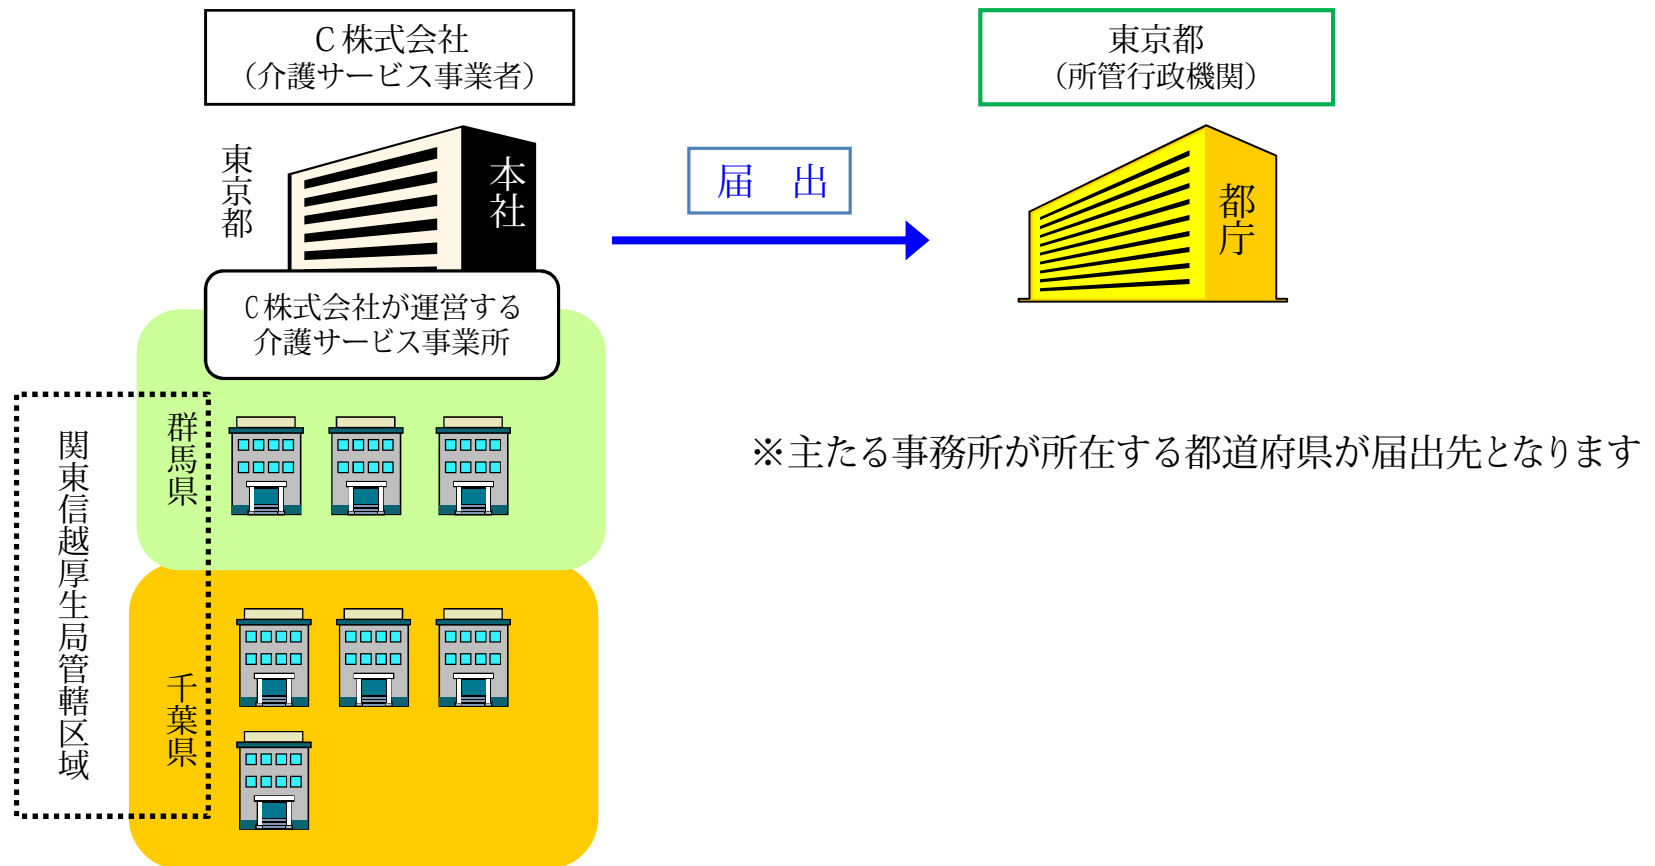 C株式会社
（介護サービス事業者）
東京都
（所管行政機関）
東京都
本社
届　出
都庁
C株式会社が運営する
介護サービス事業所
群馬県
関東信越厚生局管轄区域
※主たる事務所が所在する都道府県が届出先となります
千葉県